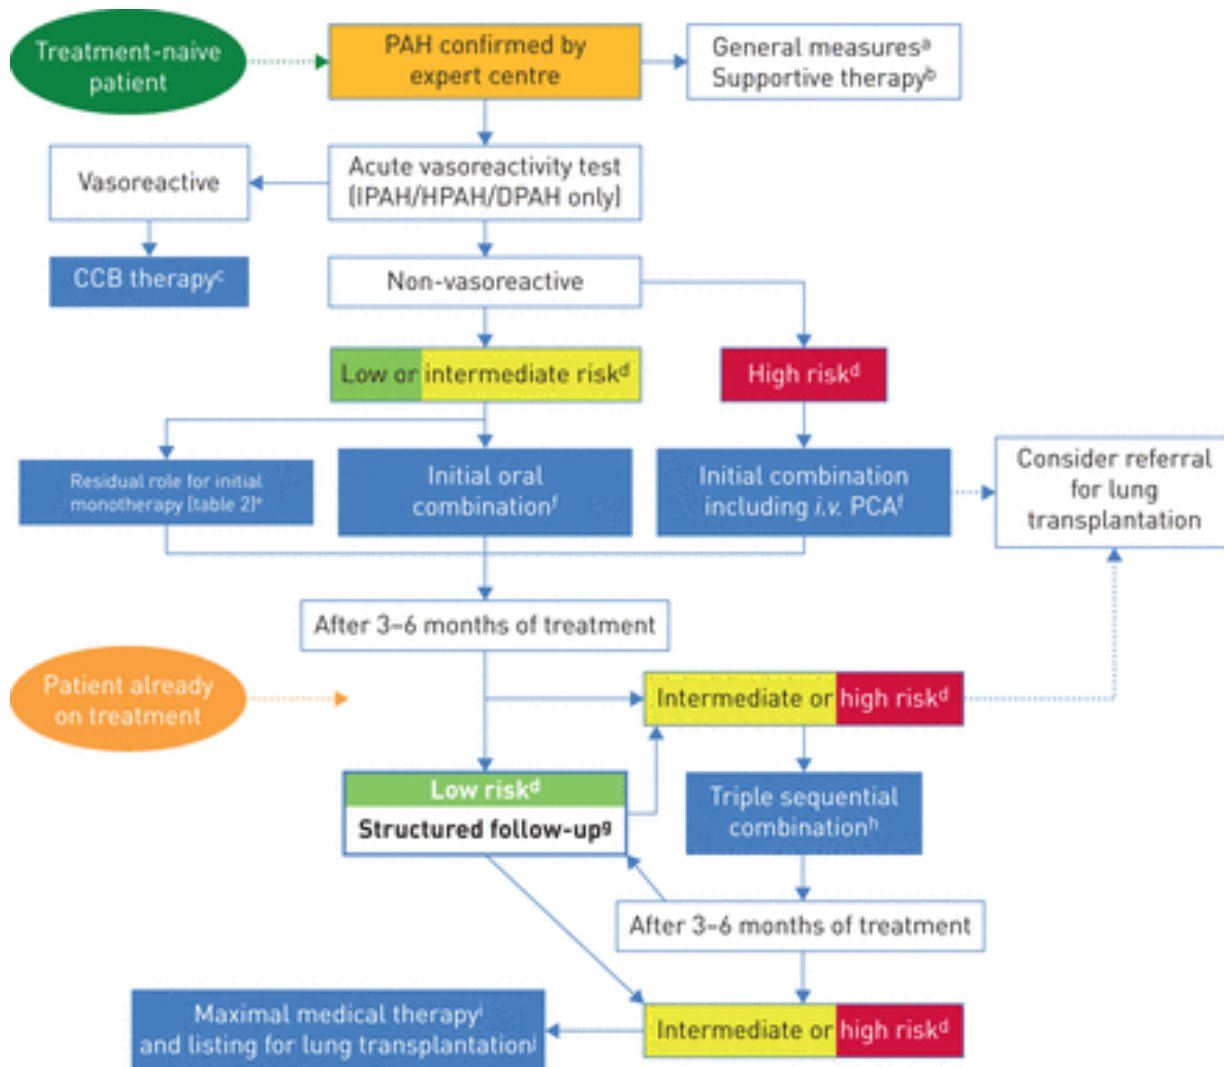 Treatment-naive
patient
PAH confirmed by
expert centre
General measuresᵃ
Supportive therapyᵇ
Vasoreactive
Acute vasoreactivity test
(IPAH/HPAH/DPAH only)
CCB therapyᶜ
Non-vasoreactive
Low or intermediate riskᵈ
High riskᵈ
Residual role for initial
monotherapy (table 2)ᵉ
Initial oral
combinationᶠ
Initial combination
including i.v. PCAᶠ
Consider referral
for lung
transplantation
After 3–6 months of treatment
Patient already
on treatment
Intermediate or high riskᵈ
Low riskᵈ
Structured follow-upᵍ
Triple sequential
combinationʰ
After 3–6 months of treatment
Maximal medical therapyⁱ
and listing for lung transplantationʲ
Intermediate or high riskᵈ